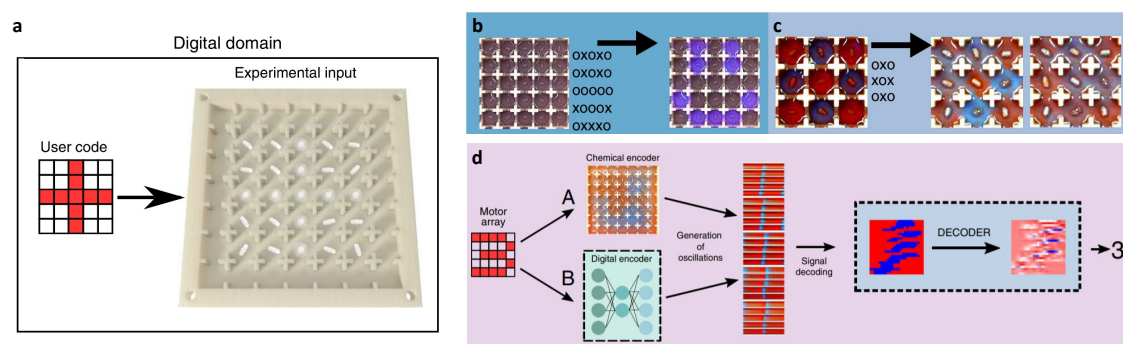 a
Digital domain
Experimental input
User code
b
OXOXO
OXOXO
OOOOO
XOOOX
OXXXO
c
OXO
XOX
OXO
d
Motor
array
A
Chemical encoder
B
Digital encoder
Generation
of
oscillations
Signal
decoding
DECODER
3